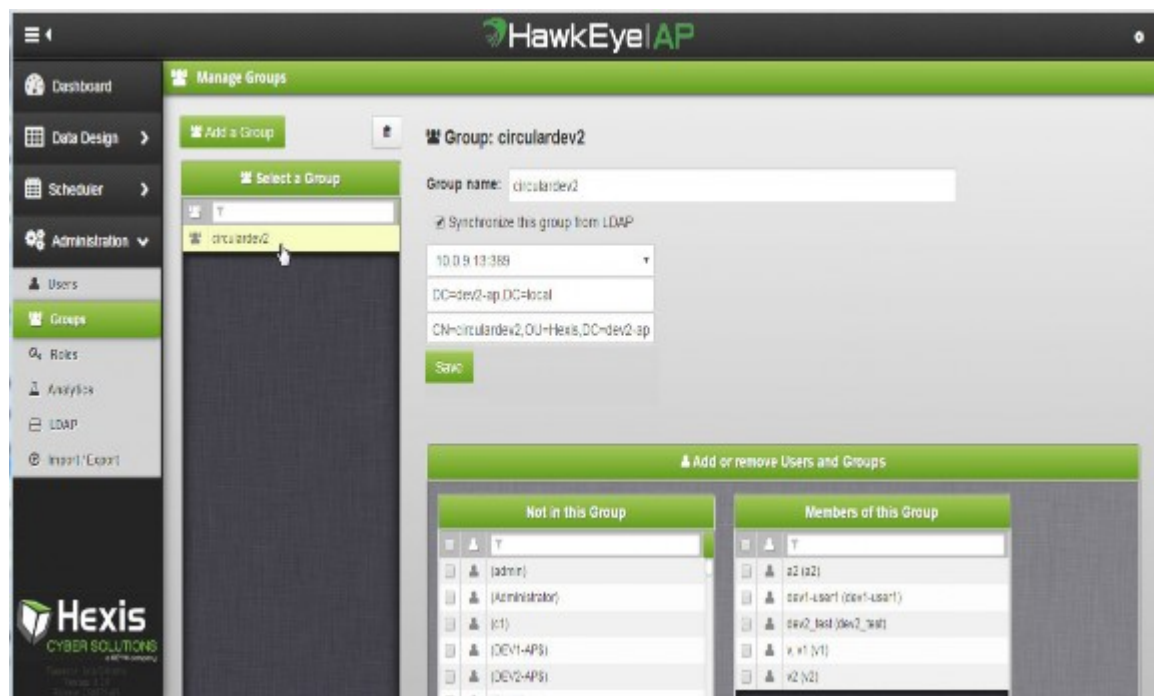 HawkEye|AP
Dashboard
Data Design
Scheduler
Administration
Users
Groups
Roles
Analytics
LDAP
Import/Export
Hexis
CYBER SOLUTIONS
Manage Groups
Add a Group
Select a Group
circulardev2
Group: circulardev2
Group name: circulardev2
Synchronize this group from LDAP
10.0.9.13:389
DC=dev2-ap,DC=local
CN=circulardev2,OU=Hexis,DC=dev2-ap
Save
Add or remove Users and Groups
Not in this Group
(admin)
(Administrator)
(c1)
(DEV1-AP$)
(DEV2-AP$)
Members of this Group
a2 (a2)
dev1-user1 (dev1-user1)
dev2_test (dev2_test)
v, v1 (v1)
v2 (v2)